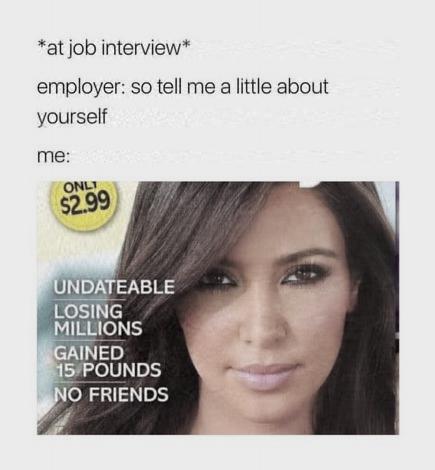 *at job interview*
employer: so tell me a little about
yourself
me:
ONLY
$2.99
UNDATEABLE
LOSING
MILLIONS
GAINED
15 POUNDS
NO FRIENDS